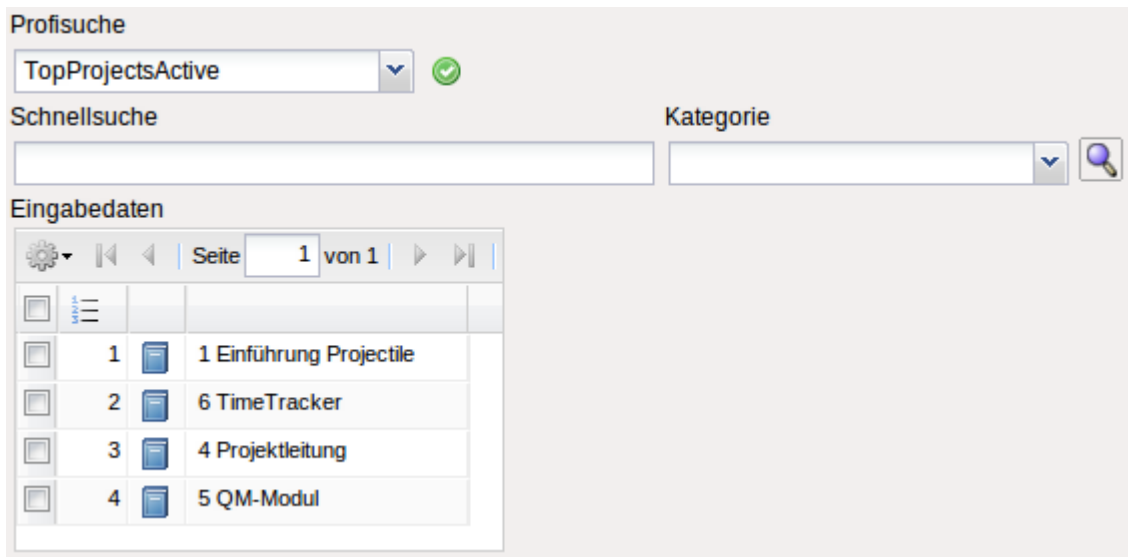 Profisuche
TopProjectsActive
Schnellsuche Kategorie
Eingabedaten
Seite 1 von 1
1 1 Einführung Projectile
2 6 TimeTracker
3 4 Projektleitung
4 5 QM-Modul